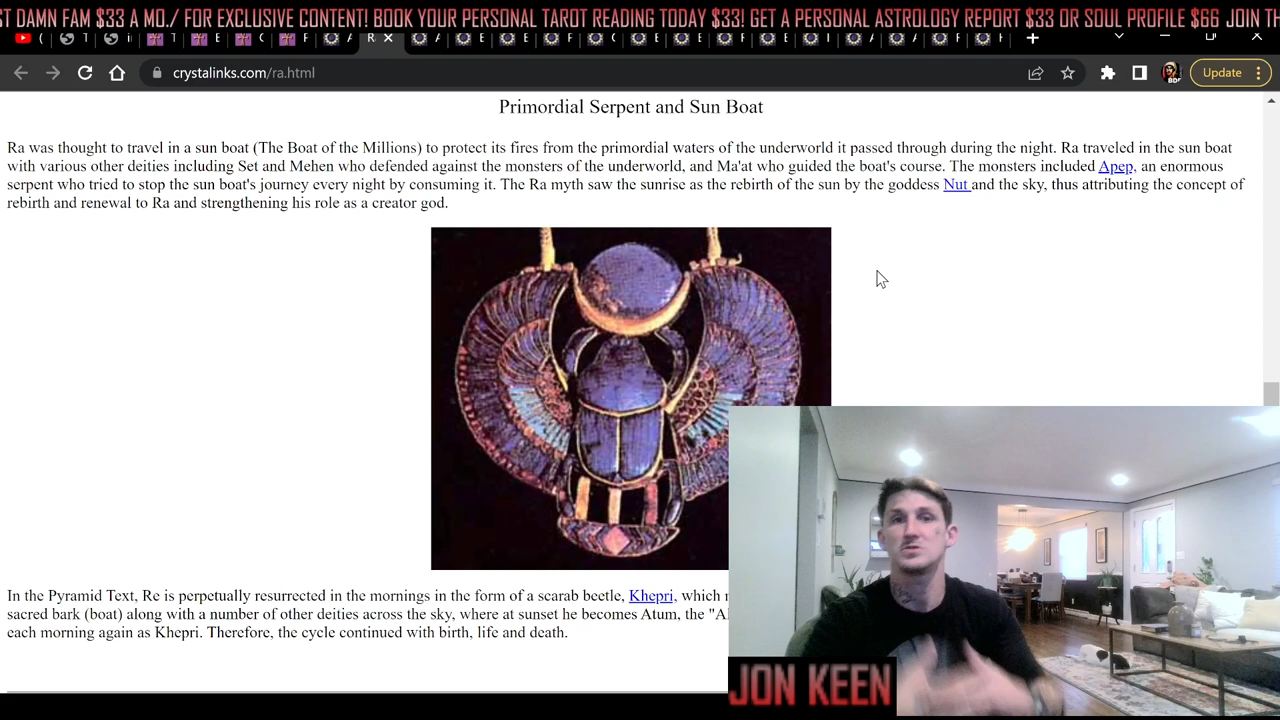 ST DAMN FAM $33 A MO./ FOR EXCLUSIVE CONTENT! BOOK YOUR PERSONAL TAROT READING TODAY $33! GET A PERSONAL ASTROLOGY REPORT $33 OR SOUL PROFILE $66 JOIN T
crystalinks.com/ra.html
Update
Primordial Serpent and Sun Boat
Ra was thought to travel in a sun boat (The Boat of the Millions) to protect its fires from the primordial waters of the underworld it passed through during the night. Ra traveled in the sun boat
with various other deities including Set and Mehen who defended against the monsters of the underworld, and Ma'at who guided the boat's course. The monsters included Apep, an enormous
serpent who tried to stop the sun boat's journey every night by consuming it. The Ra myth saw the sunrise as the rebirth of the sun by the goddess Nut and the sky, thus attributing the concept of
rebirth and renewal to Ra and strengthening his role as a creator god.
In the Pyramid Text, Re is perpetually resurrected in the mornings in the form of a scarab beetle, Khepri, which
sacred bark (boat) along with a number of other deities across the sky, where at sunset he becomes Atum, the
each morning again as Khepri. Therefore, the cycle continued with birth, life and death.
JON KEEN